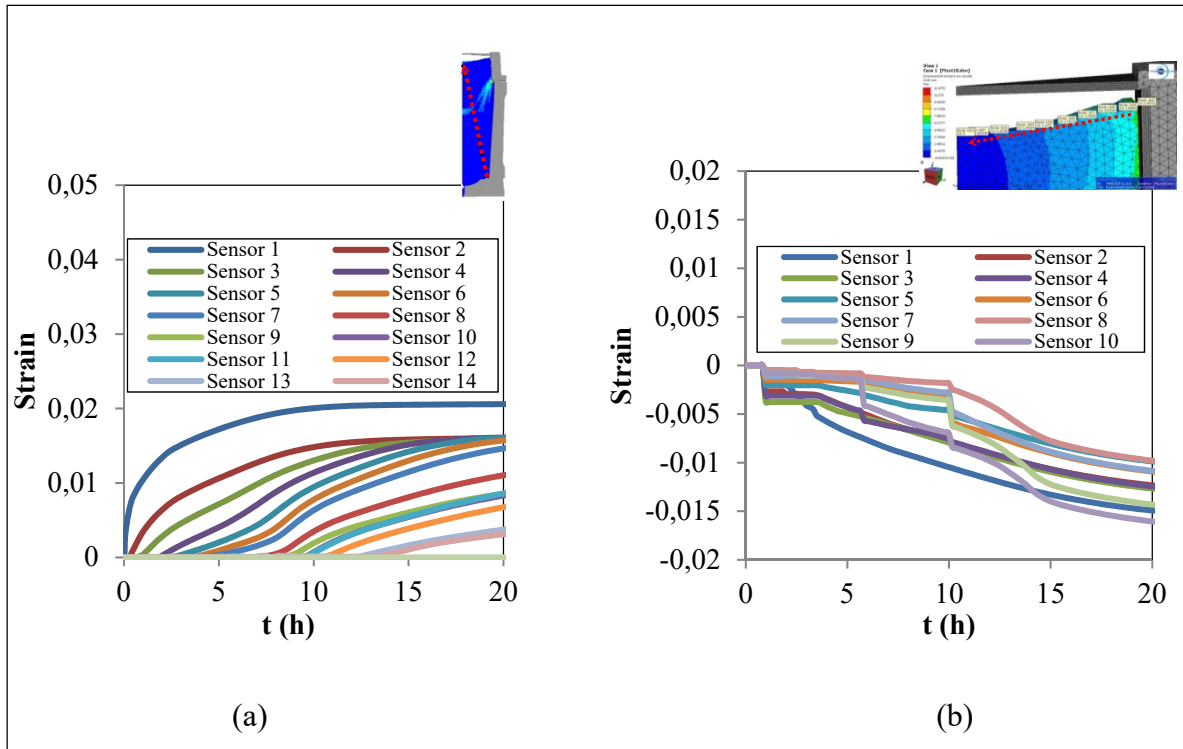 View 1
0,05
0,04
0,03
0,02
0,01
0
Strain
Sensor 1 Sensor 2
Sensor 3 Sensor 4
Sensor 5 Sensor 6
Sensor 7 Sensor 8
Sensor 9 Sensor 10
Sensor 11 Sensor 12
Sensor 13 Sensor 14
0 5 10 15 20
t (h)
(a)
0,02
0,015
0,01
0,005
0
-0,005
-0,01
-0,015
-0,02
Strain
Sensor 1 Sensor 2
Sensor 3 Sensor 4
Sensor 5 Sensor 6
Sensor 7 Sensor 8
Sensor 9 Sensor 10
0 5 10 15 20
t (h)
(b)